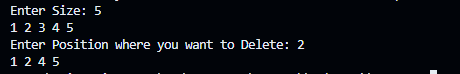 Enter Size: 5
1 2 3 4 5
Enter Position where you want to Delete: 2
1 2 4 5